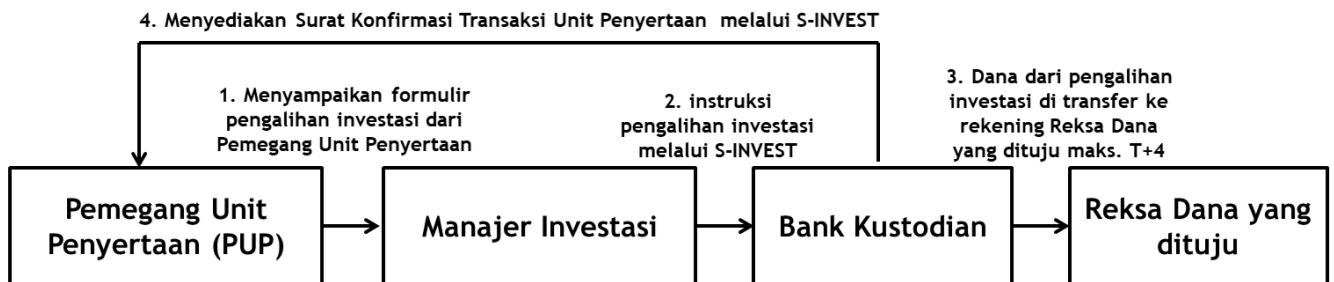 4. Menyediakan Surat Konfirmasi Transaksi Unit Penyertaan melalui S-INVEST
1. Menyampaikan formulir
pengalihan investasi dari
Pemegang Unit Penyertaan
2. instruksi
pengalihan investasi
melalui S-INVEST
3. Dana dari pengalihan
investasi di transfer ke
rekening Reksa Dana
yang dituju maks. T+4
Pemegang Unit
Penyertaan (PUP)
Manajer Investasi
Bank Kustodian
Reksa Dana yang
dituju